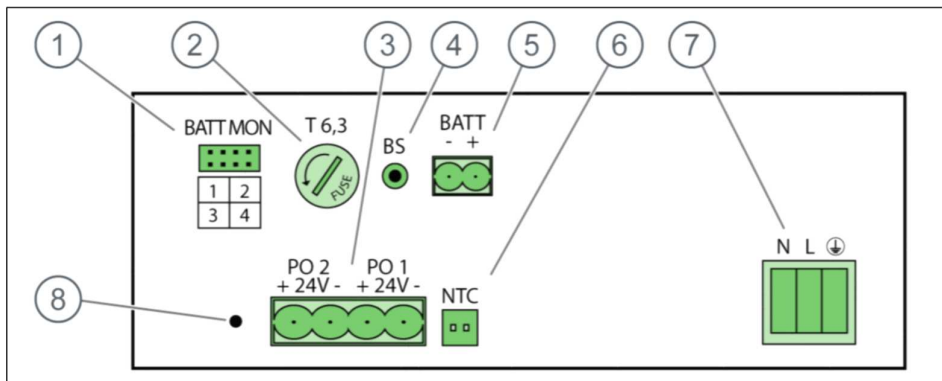 1 2 3 4 5 6 7
BATT MON
T 6,3
FUSE
BS
BATT
- +
1 2
3 4
N L
PO 2 PO 1
+ 24V - + 24V -
NTC
8